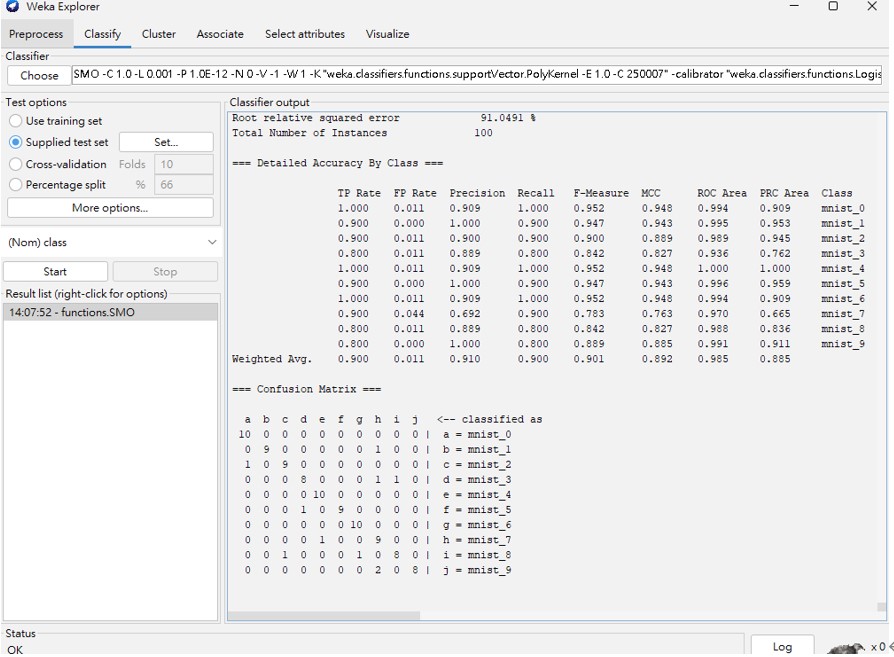 Weka Explorer
Preprocess Classify Cluster Associate Select attributes Visualize
Classifier
Choose SMO -C 1.0 -L 0.001 -P 1.0E-12 -N 0 -V -1 -W 1 -K "weka.classifiers.functions.supportVector.PolyKernel -E 1.0 -C 250007" -calibrator "weka.classifiers.functions.Logis
Test options
Use training set
Supplied test set Set...
Cross-validation Folds 10
Percentage split % 66
More options...
(Nom) class
Start Stop
Result list (right-click for options)
14:07:52 - functions.SMO
Classifier output
Root relative squared error 91.0491 %
Total Number of Instances 100
=== Detailed Accuracy By Class ===
TP Rate FP Rate Precision Recall F-Measure MCC ROC Area PRC Area Class
1.000 0.011 0.909 1.000 0.952 0.948 0.994 0.909 mnist_0
0.900 0.000 1.000 0.900 0.947 0.943 0.995 0.953 mnist_1
0.900 0.011 0.900 0.900 0.900 0.889 0.989 0.945 mnist_2
0.800 0.011 0.889 0.800 0.842 0.827 0.936 0.762 mnist_3
1.000 0.011 0.909 1.000 0.952 0.948 1.000 1.000 mnist_4
0.900 0.000 1.000 0.900 0.947 0.943 0.996 0.959 mnist_5
1.000 0.011 0.909 1.000 0.952 0.948 0.994 0.909 mnist_6
0.900 0.044 0.692 0.900 0.783 0.763 0.970 0.665 mnist_7
0.800 0.011 0.889 0.800 0.842 0.827 0.988 0.836 mnist_8
0.800 0.000 1.000 0.800 0.889 0.885 0.991 0.911 mnist_9
Weighted Avg. 0.900 0.011 0.910 0.900 0.901 0.892 0.985 0.885
=== Confusion Matrix ===
a b c d e f g h i j <-- classified as
10 0 0 0 0 0 0 0 0 0 | a = mnist_0
0 9 0 0 0 0 0 1 0 0 | b = mnist_1
1 0 9 0 0 0 0 0 0 0 | c = mnist_2
0 0 0 8 0 0 0 1 1 0 | d = mnist_3
0 0 0 0 10 0 0 0 0 0 | e = mnist_4
0 0 0 1 0 9 0 0 0 0 | f = mnist_5
0 0 0 0 0 0 10 0 0 0 | g = mnist_6
0 0 0 0 1 0 0 9 0 0 | h = mnist_7
0 0 1 0 0 0 1 0 8 0 | i = mnist_8
0 0 0 0 0 0 0 2 0 8 | j = mnist_9
Status
OK
Log x 0